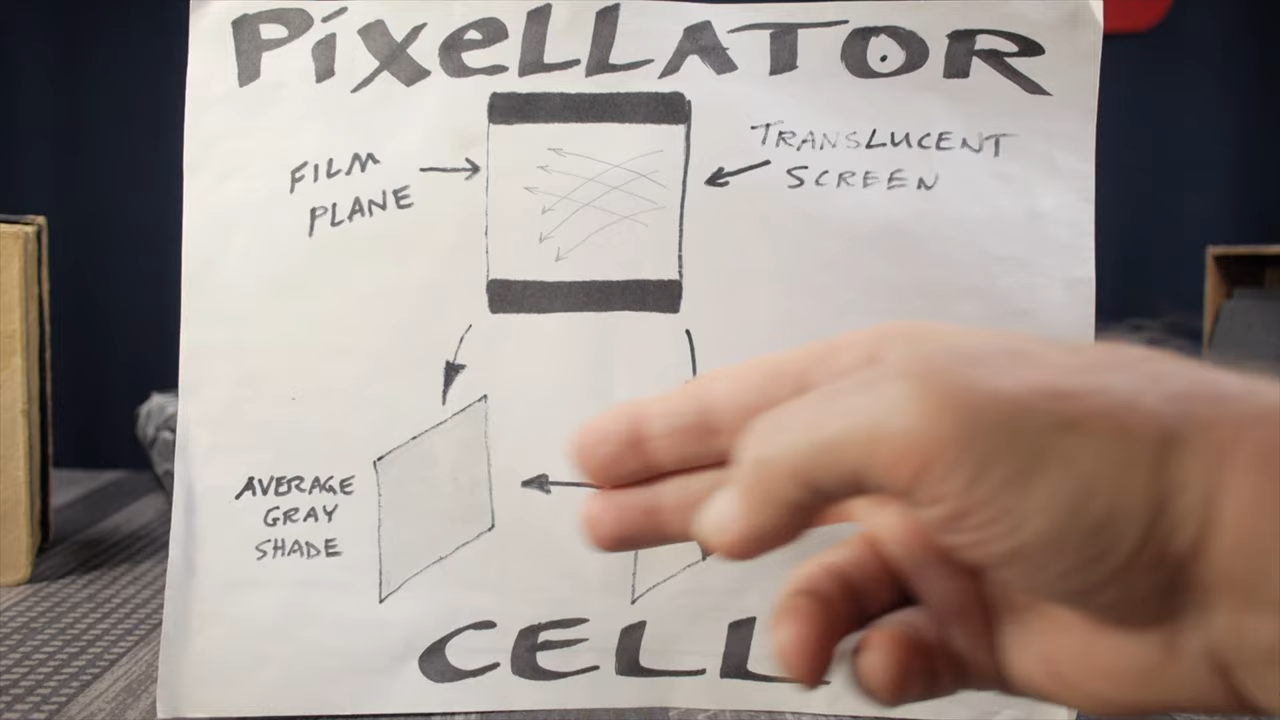 PixeLLATOR
TRANSLUCENT
SCREEN
FILM
PLANE
AVERAGE
GRAY
SHADE
CELL